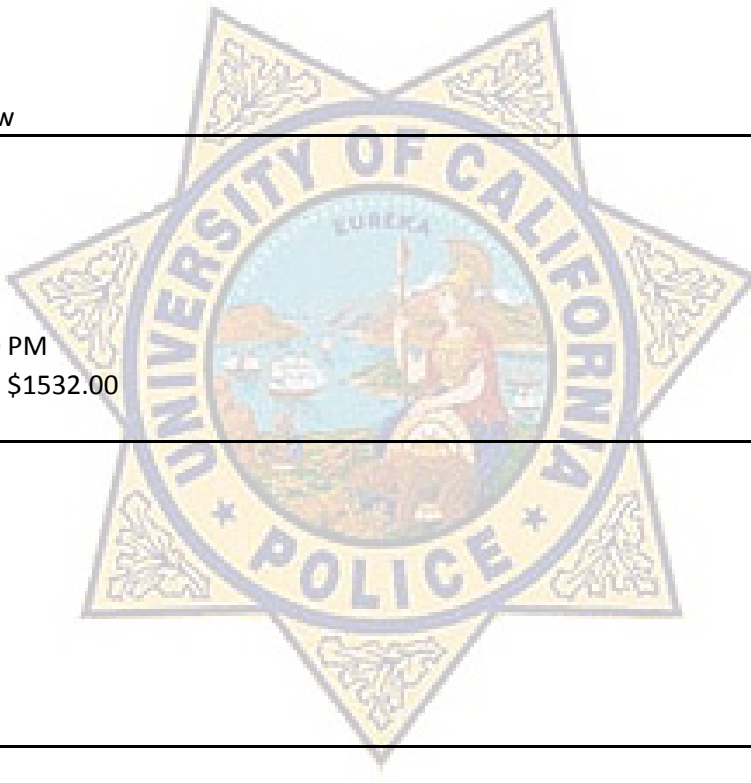 w
PM
$1532.00
UNIVERSITY OF CALIFORNIA
EUREKA
★ POLICE ★